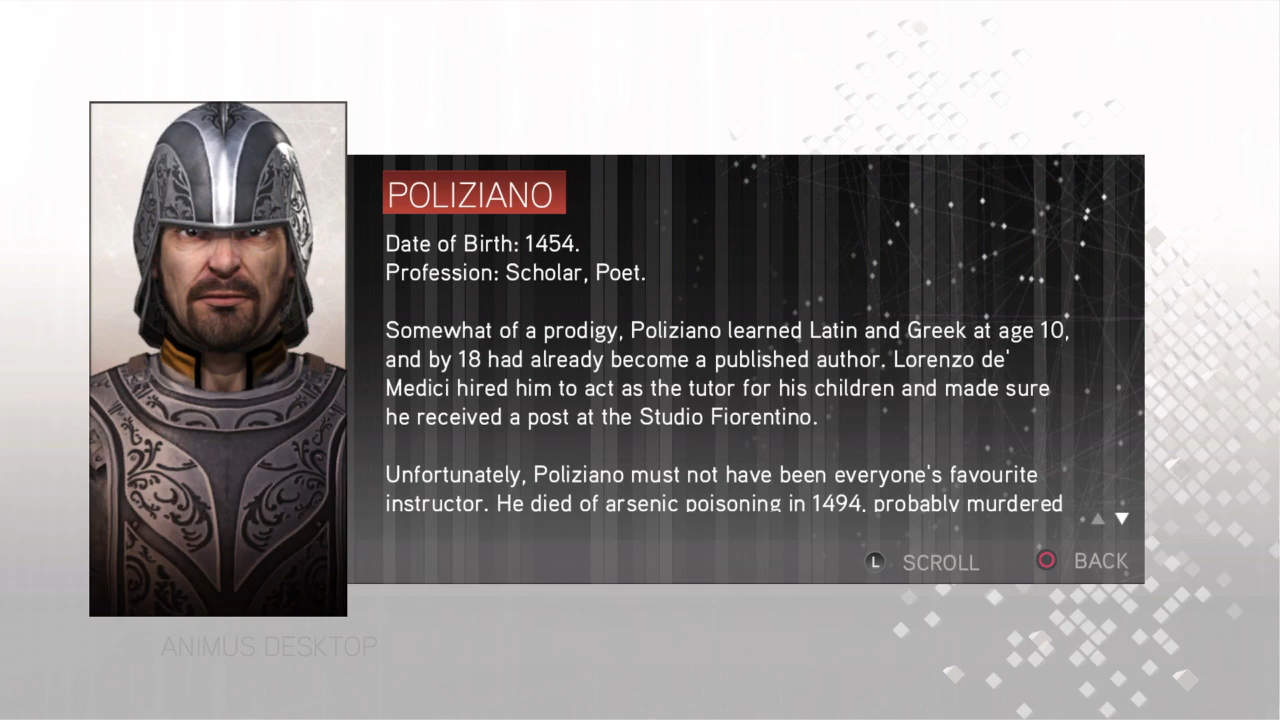 POLIZIANO
Date of Birth: 1454.
Profession: Scholar, Poet.
Somewhat of a prodigy, Poliziano learned Latin and Greek at age 10,
and by 18 had already become a published author. Lorenzo de'
Medici hired him to act as the tutor for his children and made sure
he received a post at the Studio Fiorentino.
Unfortunately, Poliziano must not have been everyone's favourite
instructor. He died of arsenic poisoning in 1494, probably murdered
L SCROLL
BACK
ANIMUS DESKTOP